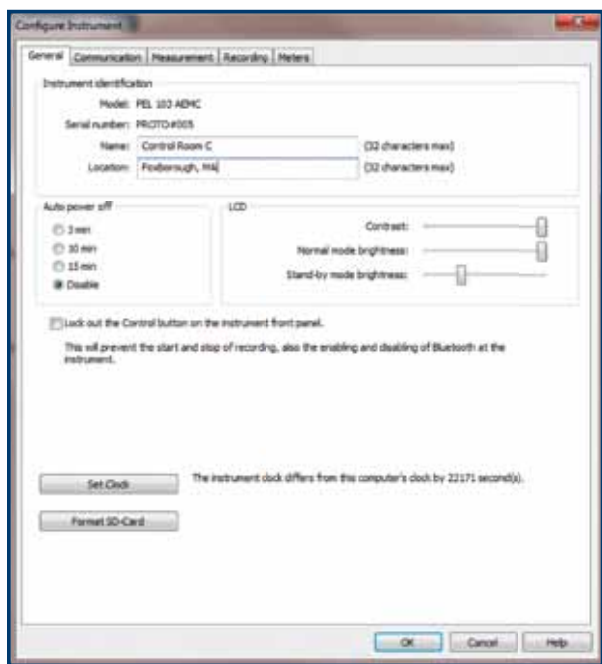 Configure Instrument
General Communication Measurement Recording Meters
Instrument identification
Model: PEL 103 AEMC
Serial number: PROTO#005
Name: Control Room C (32 characters max)
Location: Foxborough, MA (32 characters max)
Auto power off
3 min
10 min
15 min
Disable
LCD
Contrast:
Normal mode brightness:
Stand-by mode brightness:
Lock out the Control button on the instrument front panel.
This will prevent the start and stop of recording, also the enabling and disabling of Bluetooth at the
instrument.
Set Clock
The instrument clock differs from this computer's clock by 22171 second(s).
Format SD-Card
OK Cancel Help